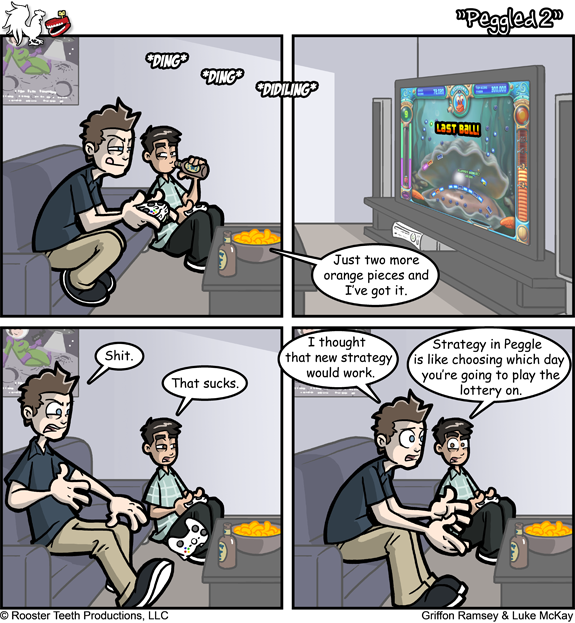 "Peggled 2"
*DING*
*DING*
*DIDILING*
LAST BALL!
Just two more
orange pieces and
I've got it.
Shit.
That sucks.
I thought
that new strategy
would work.
Strategy in Peggle
is like choosing which day
you're going to play the
lottery on.
© Rooster Teeth Productions, LLC
Griffon Ramsey & Luke McKay